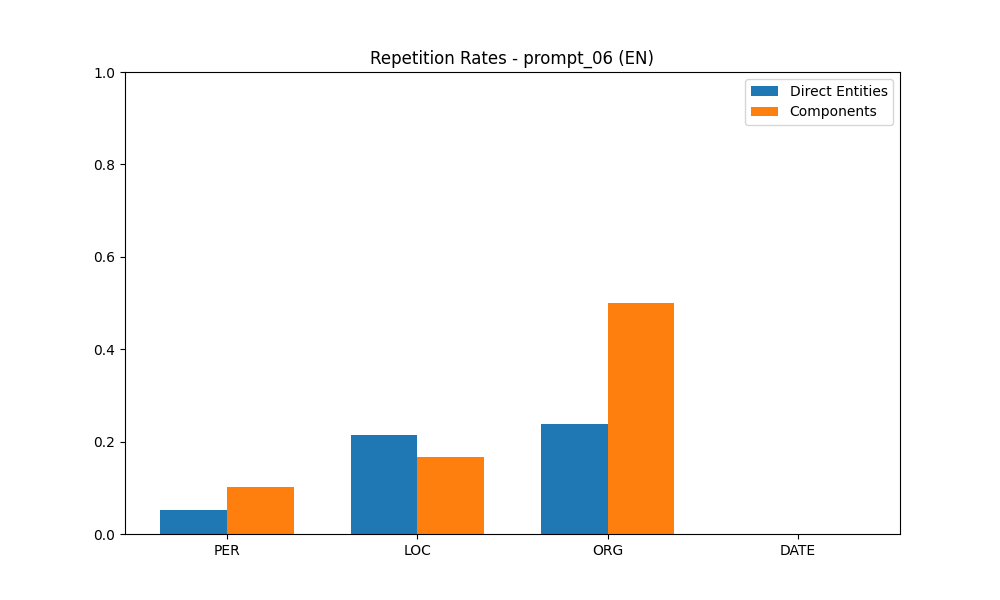 Repetition Rates - prompt_06 (EN)
1.0
Direct Entities
Components
0.8
0.6
0.4
0.2
0.0
PER LOC ORG DATE